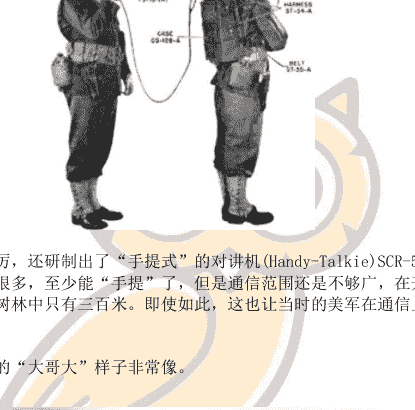 HARNESS
ST-54-A
CASE
CS-128-A
BELT
ST-55-A
厉，还研制出了“手提式”的对讲机(Handy-Talkie)SCR-5
很多，至少能“手提”了，但是通信范围还是不够广，在
树林中只有三百米。即使如此，这也让当时的美军在通信
的“大哥大”样子非常像。